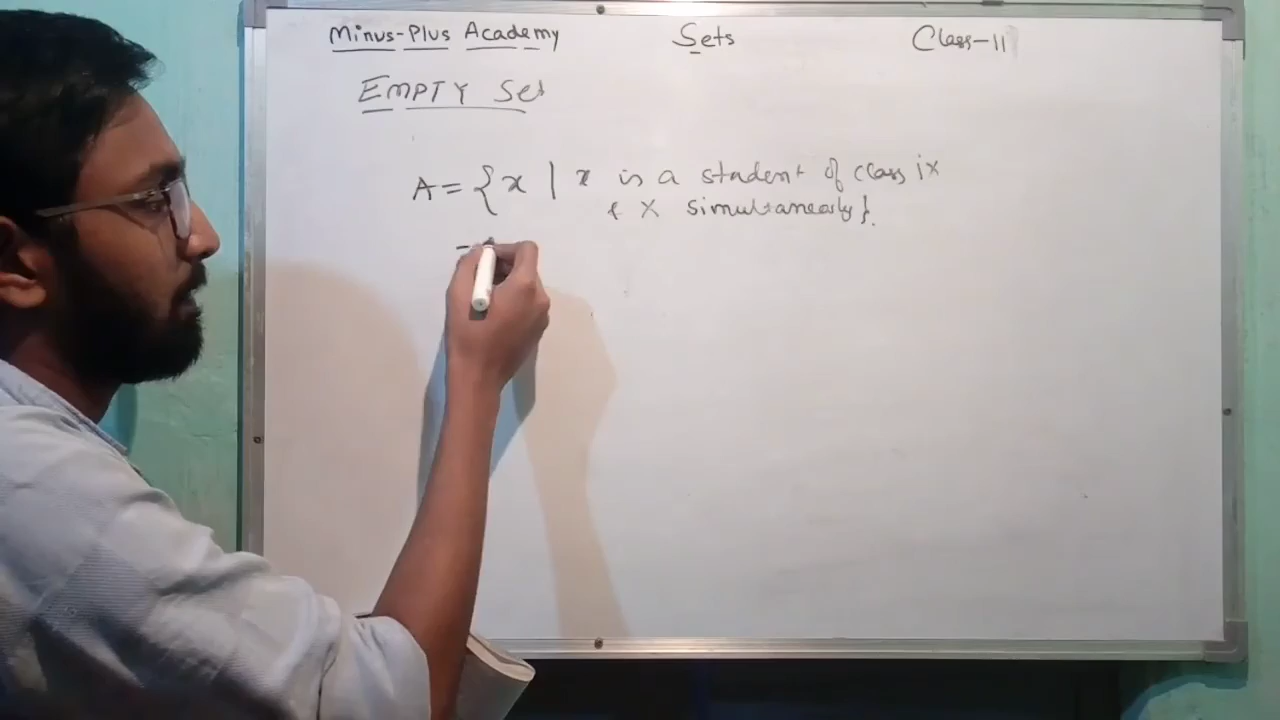 Minus-Plus Academy Sets Class-11
EMPTY Set
A = {x | x is a student of class ix
& X simultaneously}.